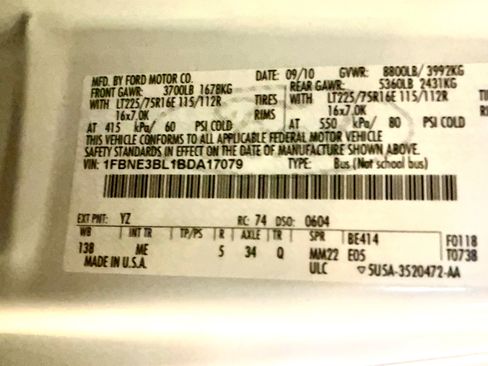 MFD. BY FORD MOTOR CO. DATE: 09/10 GVWR: 8800LB/ 3992KG
FRONT GAWR: 3700LB 1678KG REAR GAWR: 5360LB 2431KG
WITH LT225/75R16E 115/112R TIRES WITH LT225/75R16E 115/112R TIRES
16x7.0K RIMS 16x7.0K RIMS
AT 415 kPa/ 60 PSI COLD AT 550 kPa/ 80 PSI COLD
THIS VEHICLE CONFORMS TO ALL APPLICABLE FEDERAL MOTOR VEHICLE
SAFETY STANDARDS IN EFFECT ON THE DATE OF MANUFACTURE SHOWN ABOVE.
VIN: 1FBNE3BL1BDA17079 TYPE: Bus (Not school bus)
EXT PNT: YZ RC: 74 DSO: 0604
WB INT TR TP/PS R AXLE TR SPR BE414 F0118
138 ME 5 34 Q MM22 E05 T0738
MADE IN U.S.A. ULC ▽5U5A-3520472-AA